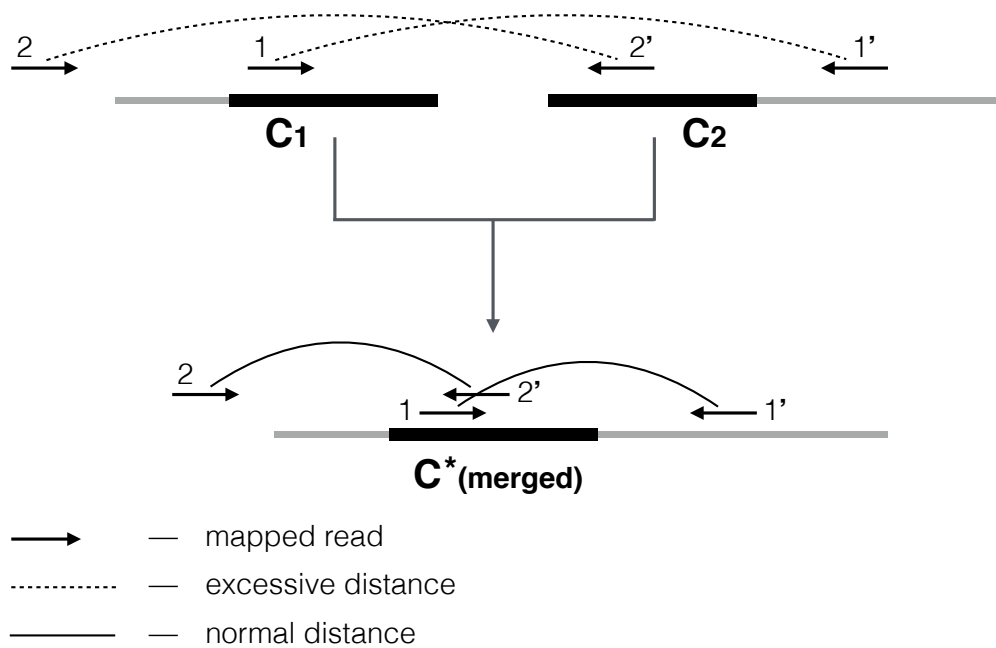 2 1 2’ 1’
C1 C2
2
2’
1 1’
C*(merged)
— mapped read
— excessive distance
— normal distance